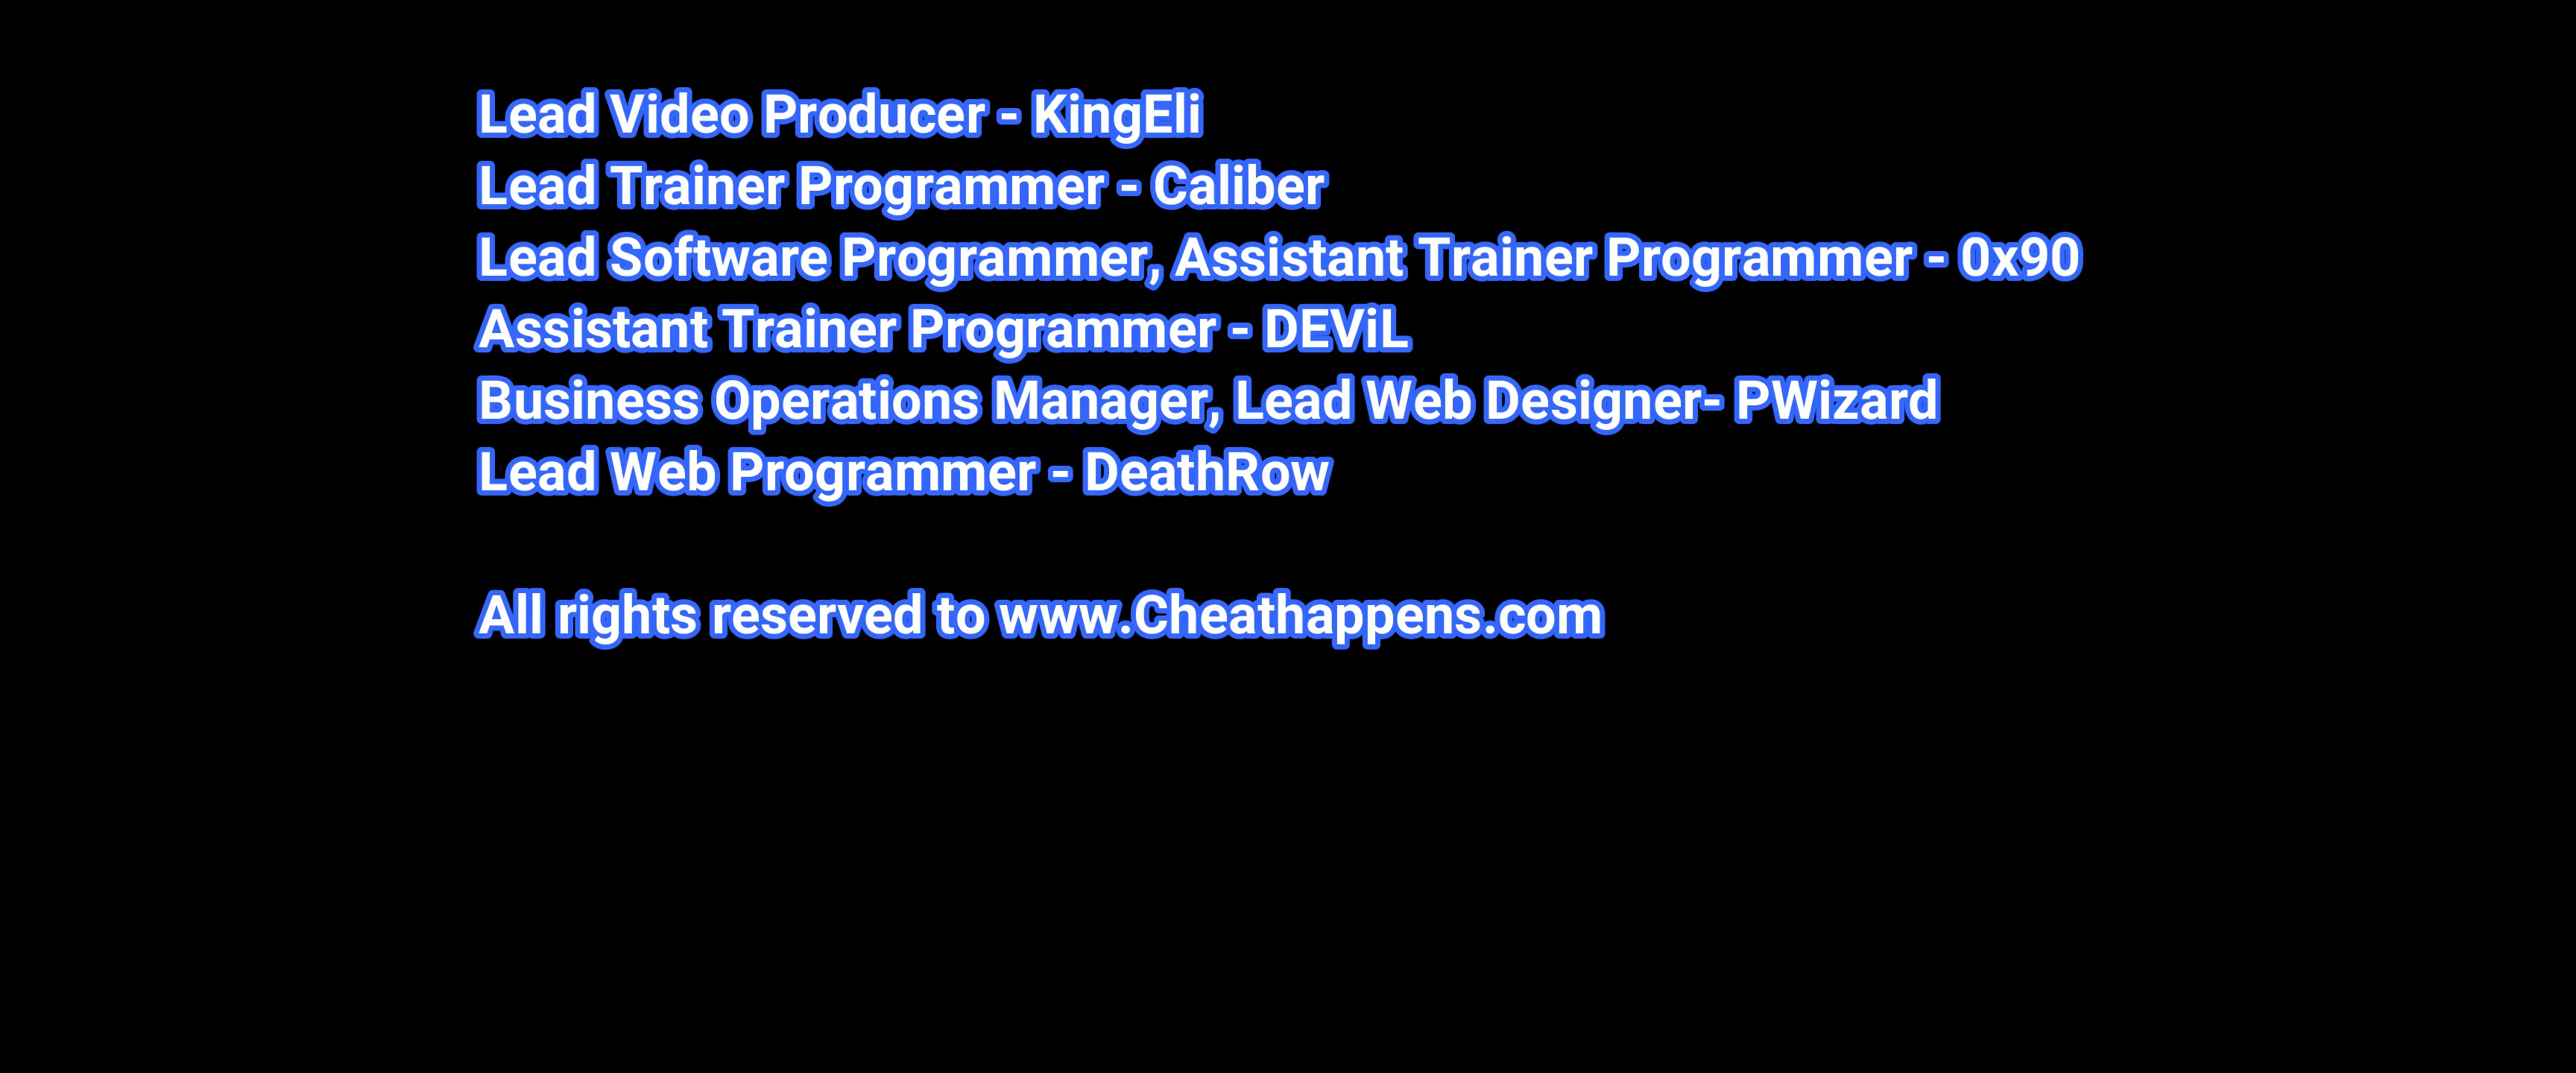 Lead Video Producer - KingEli
Lead Trainer Programmer - Caliber
Lead Software Programmer, Assistant Trainer Programmer - 0x90
Assistant Trainer Programmer - DEViL
Business Operations Manager, Lead Web Designer- PWizard
Lead Web Programmer - DeathRow
All rights reserved to www.Cheathappens.com